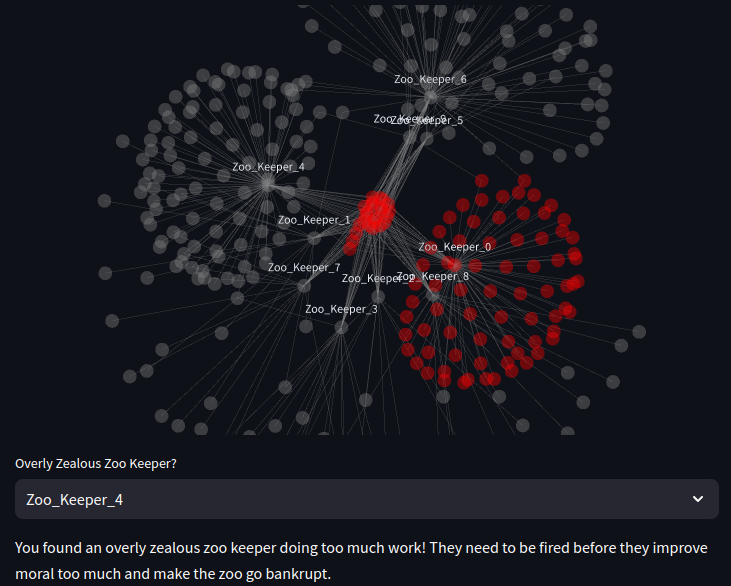 Zoo_Keeper_6
Zoo_Keeper_9
Zoo_Keeper_5
Zoo_Keeper_4
Zoo_Keeper_1
Zoo_Keeper_0
Zoo_Keeper_7
Zoo_Keeper_2
Zoo_Keeper_8
Zoo_Keeper_3
Overly Zealous Zoo Keeper?
Zoo_Keeper_4
You found an overly zealous zoo keeper doing too much work! They need to be fired before they improve
moral too much and make the zoo go bankrupt.